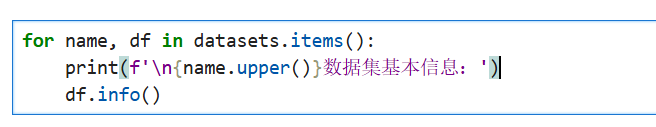 for name, df in datasets.items():
    print(f'\n{name.upper()}数据集基本信息：')
    df.info()